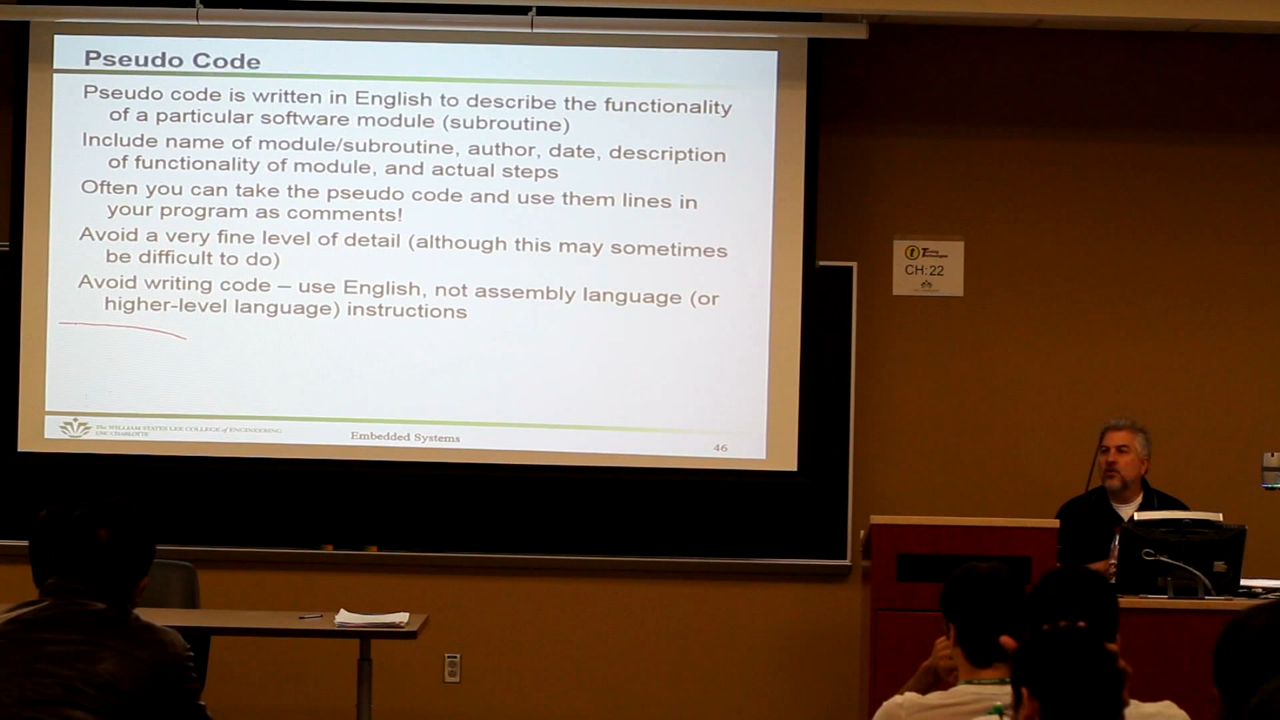 Pseudo Code
Pseudo code is written in English to describe the functionality
of a particular software module (subroutine)
Include name of module/subroutine, author, date, description
of functionality of module, and actual steps
Often you can take the pseudo code and use them lines in
your program as comments!
Avoid a very fine level of detail (although this may sometimes
be difficult to do)
Avoid writing code – use English, not assembly language (or
higher-level language) instructions
The WILLIAM STATES LEE COLLEGE of ENGINEERING
UNC CHARLOTTE
Embedded Systems
46
Turning
Technologies
CH:22